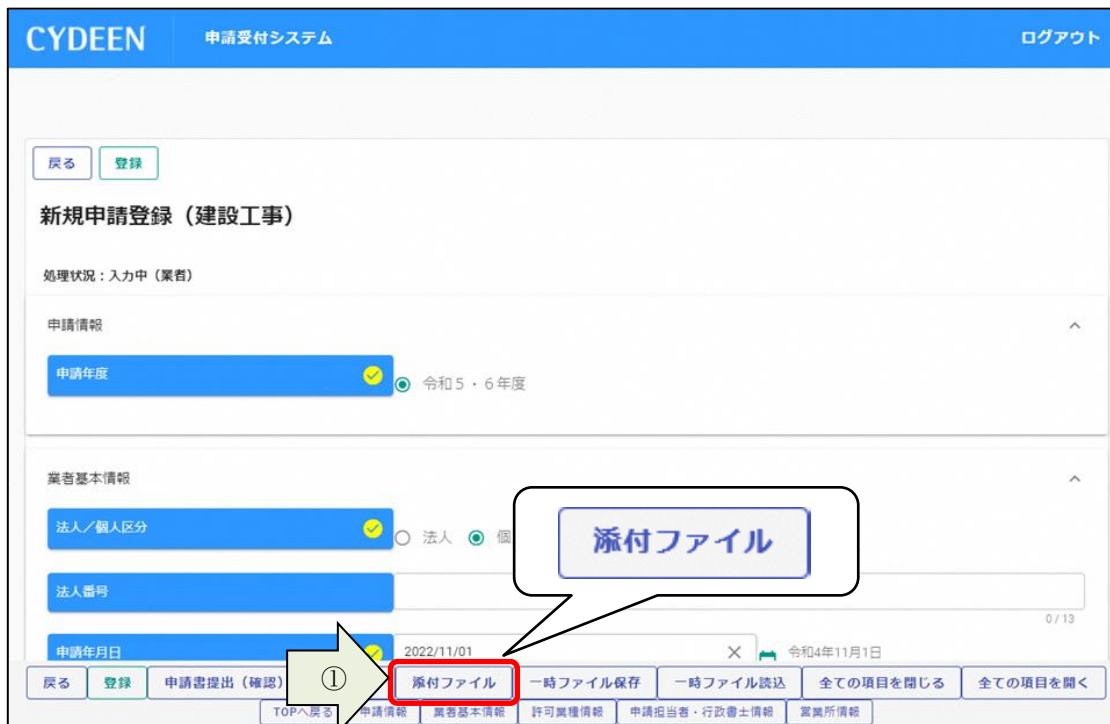 CYDEEN 申請受付システム ログアウト
戻る 登録
新規申請登録（建設工事）
処理状況：入力中（業者）
申請情報
申請年度 令和５・６年度
業者基本情報
法人／個人区分 法人 個
添付ファイル
法人番号
0 / 13
申請年月日 2022/11/01 令和4年11月1日
戻る 登録 申請書提出（確認） ① 添付ファイル 一時ファイル保存 一時ファイル読込 全ての項目を閉じる 全ての項目を開く
TOPへ戻る 申請情報 業者基本情報 許可業種情報 申請担当者・行政書士情報 営業所情報